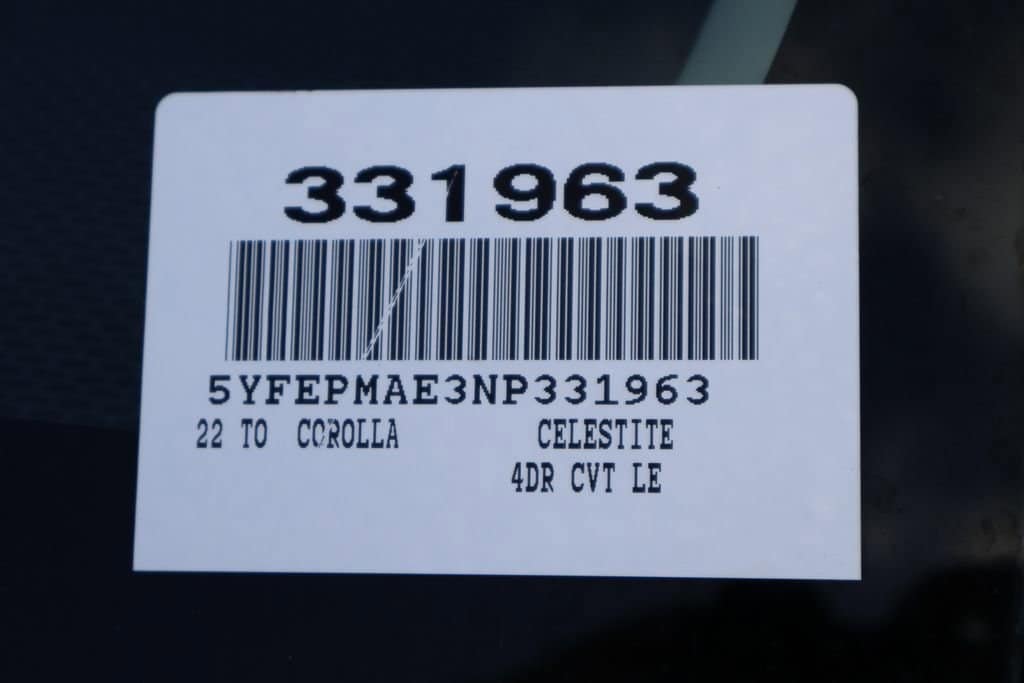 331963
5YFEPMAE3NP331963
22 TO COROLLA CELESTITE
4DR CVT LE